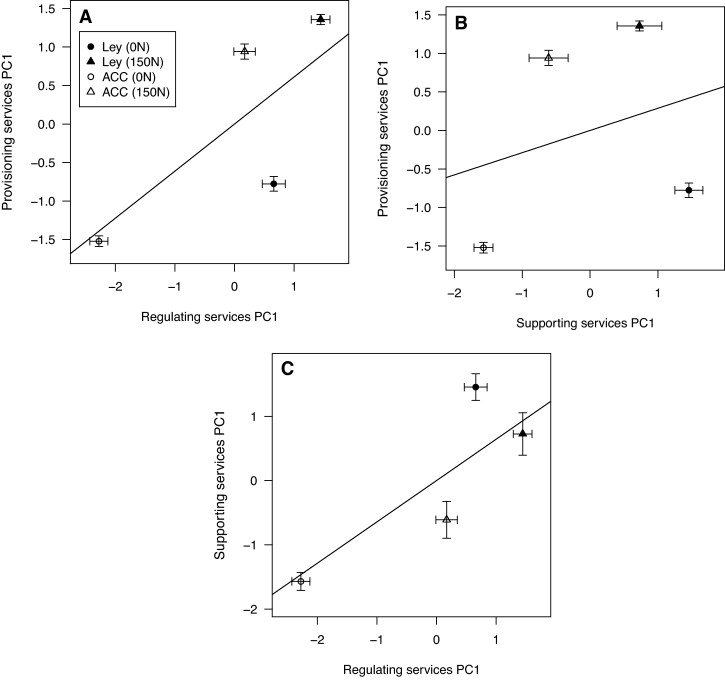 A
Ley (0N)
Ley (150N)
ACC (0N)
ACC (150N)
Provisioning services PC1
1.5
1.0
0.5
0.0
−0.5
−1.0
−1.5
−2 −1 0 1
Regulating services PC1
B
Provisioning services PC1
1.5
1.0
0.5
0.0
−0.5
−1.0
−1.5
−2 −1 0 1
Supporting services PC1
C
Supporting services PC1
1
0
−1
−2
−2 −1 0 1
Regulating services PC1